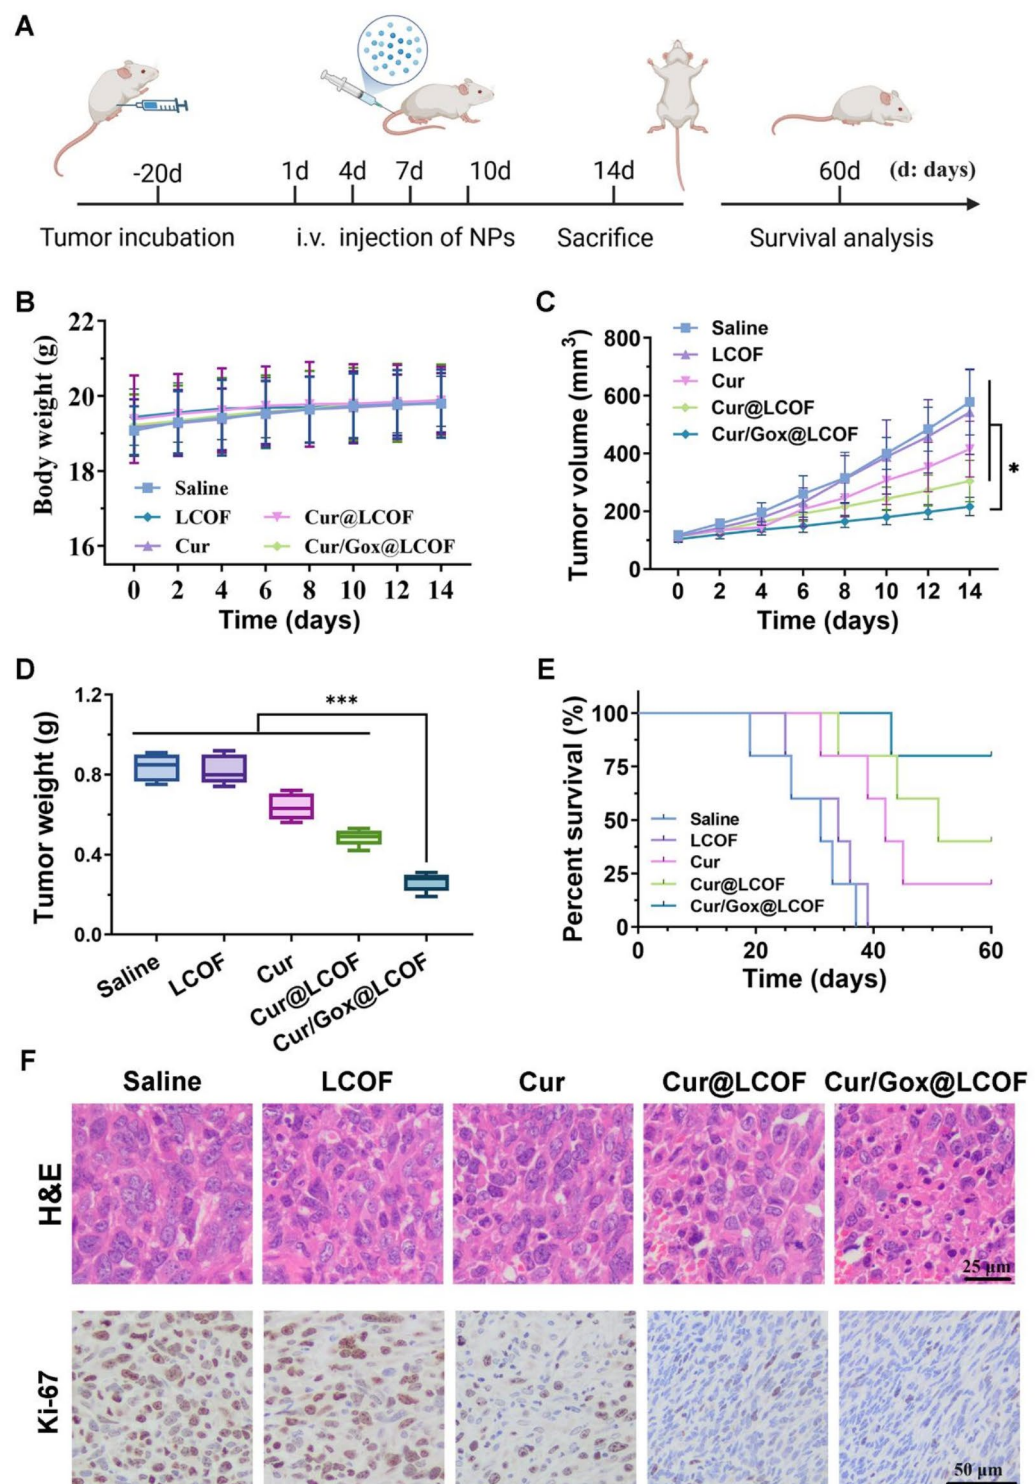 A
-20d 1d 4d 7d 10d 14d 60d (d: days)
Tumor incubation i.v. injection of NPs Sacrifice Survival analysis
B
Body weight (g)
22
20
18
16
Saline
LCOF
Cur
Cur@LCOF
Cur/Gox@LCOF
0 2 4 6 8 10 12 14
Time (days)
C
Tumor volume (mm³)
800
600
400
200
0
Saline
LCOF
Cur
Cur@LCOF
Cur/Gox@LCOF
*
0 2 4 6 8 10 12 14
Time (days)
D
Tumor weight (g)
1.2
0.8
0.4
0.0
***
Saline
LCOF
Cur
Cur@LCOF
Cur/Gox@LCOF
E
Percent survival (%)
100
75
50
25
0
Saline
LCOF
Cur
Cur@LCOF
Cur/Gox@LCOF
0 20 40 60
Time (days)
F
Saline LCOF Cur Cur@LCOF Cur/Gox@LCOF
H&E
25 μm
Ki-67
50 μm